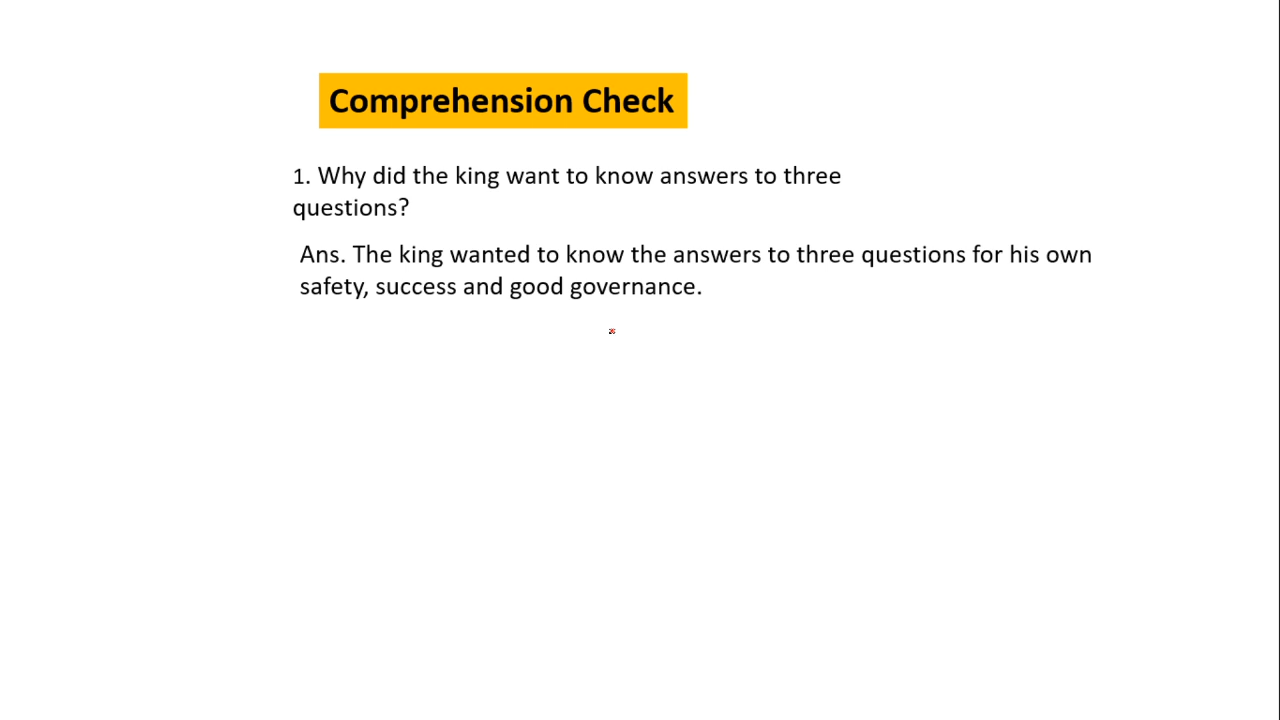 Comprehension Check
1. Why did the king want to know answers to three
questions?
Ans. The king wanted to know the answers to three questions for his own
safety, success and good governance.